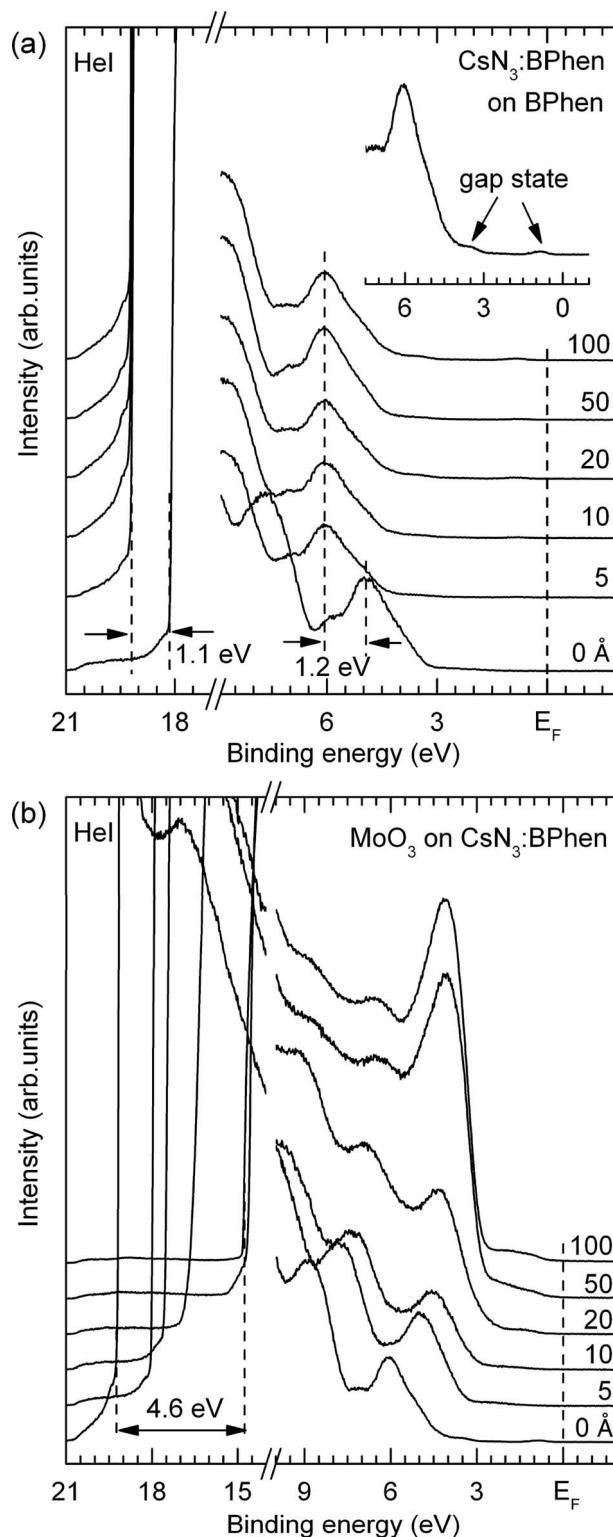 (a)
HeI
CsN₃:BPhen
on BPhen
gap state
6 3 0
100
50
20
10
5
0 Å
1.1 eV
1.2 eV
Intensity (arb.units)
21 18 6 3 E_F
Binding energy (eV)
(b)
HeI
MoO₃ on CsN₃:BPhen
100
50
20
10
5
0 Å
4.6 eV
Intensity (arb.units)
21 18 15 9 6 3 E_F
Binding energy (eV)